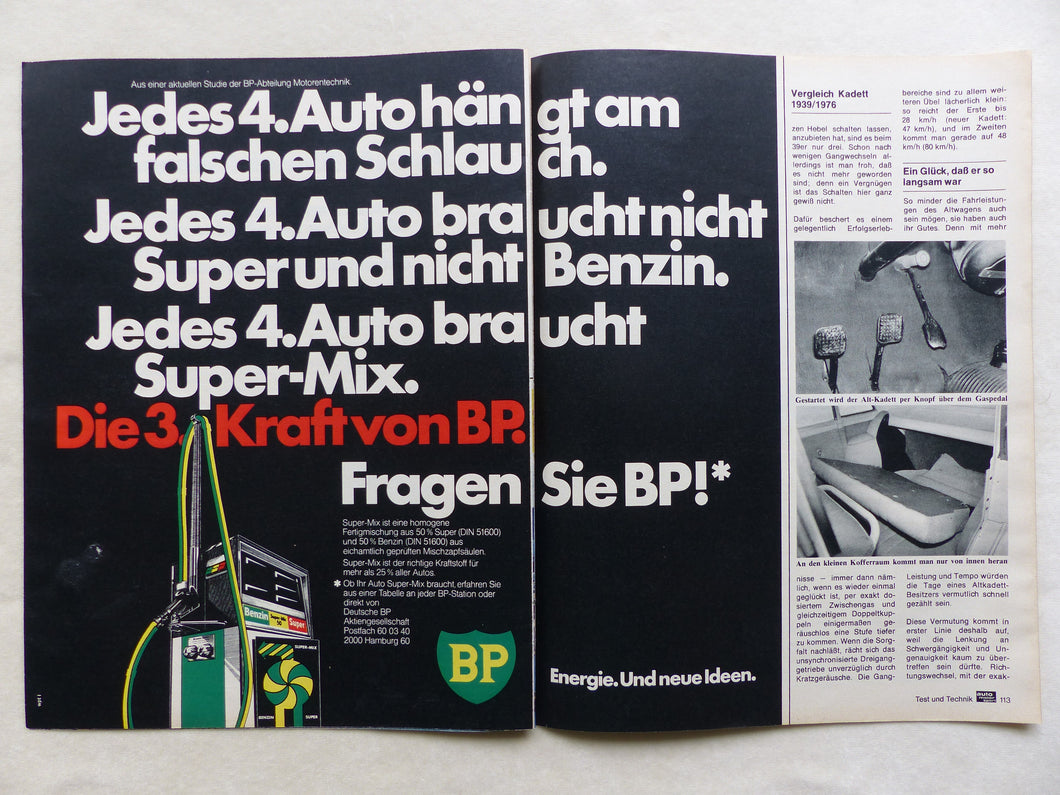 Aus einer aktuellen Studie der BP-Abteilung Motorentechnik.
Jedes 4. Auto hängt am
falschen Schlauch.
Jedes 4. Auto braucht nicht
Super und nicht Benzin.
Jedes 4. Auto braucht
Super-Mix.
Die 3. Kraft von BP.
Fragen Sie BP!*
Super-Mix ist eine homogene
Fertigmischung aus 50% Super (DIN 51600)
und 50% Benzin (DIN 51600) aus
eichamtlich geprüften Mischzapfsäulen.
Super-Mix ist der richtige Kraftstoff für
mehr als 25% aller Autos.
* Ob Ihr Auto Super-Mix braucht, erfahren Sie
aus einer Tabelle an jeder BP-Station oder
direkt von
Deutsche BP
Aktiengesellschaft
Postfach 60 03 40
2000 Hamburg 60
Benzin
Super-Mix
50
Super
SUPER-MIX
BENZIN
SUPER
BP
Energie. Und neue Ideen.
Vergleich Kadett
1939/1976
zen Hebel schalten lassen,
anzubieten hat, sind es beim
39er nur drei. Schon nach
wenigen Gangwechseln al-
lerdings ist man froh, daß
es nicht mehr geworden
sind; denn ein Vergnügen
ist das Schalten hier ganz
gewiß nicht.
Dafür beschert es einem
gelegentlich Erfolgserleb-
nisse – immer dann näm-
lich, wenn es wieder einmal
geglückt ist, per exakt do-
siertem Zwischengas und
gleichzeitigem Doppeltkup-
peln einigermaßen ge-
räuschlos eine Stufe tiefer
zu kommen. Wenn die Sorg-
falt nachläßt, rächt sich das
unsynchronisierte Dreigang-
getriebe unverzüglich durch
Kratzgeräusche. Die Gang-
bereiche sind zu allem wei-
teren Übel lächerlich klein:
so reicht der Erste bis
28 km/h (neuer Kadett:
47 km/h), und im Zweiten
kommt man gerade auf 48
km/h (80 km/h).
Ein Glück, daß er so
langsam war
So minder die Fahrleistun-
gen des Altwagens auch
sein mögen, sie haben auch
ihr Gutes. Denn mit mehr
Gestartet wird der Alt-Kadett per Knopf über dem Gaspedal
An den kleinen Kofferraum kommt man nur von innen heran
Leistung und Tempo würden
die Tage eines Altkadett-
Besitzers vermutlich schnell
gezählt sein.
Diese Vermutung kommt in
erster Linie deshalb auf,
weil die Lenkung an
Schwergängigkeit und Un-
genauigkeit kaum zu über-
treffen sein dürfte. Rich-
tungswechsel, mit der exak-
Test und Technik auto 113